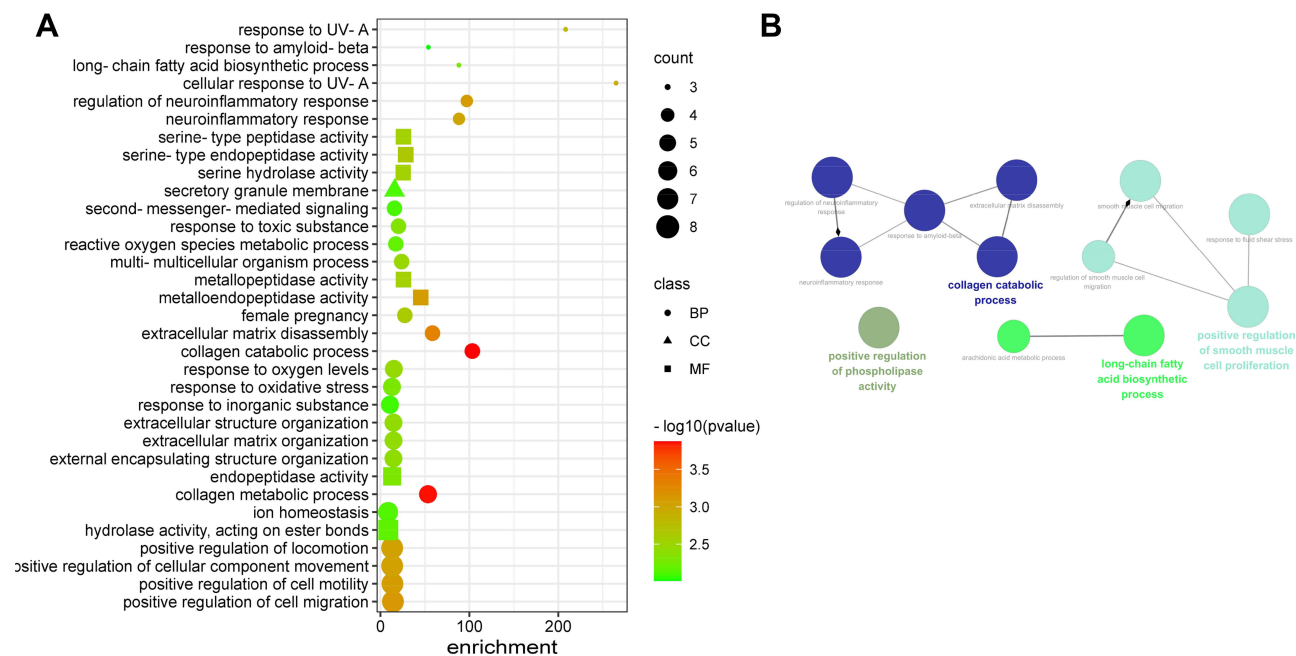 A
response to UV- A
response to amyloid- beta
long- chain fatty acid biosynthetic process
cellular response to UV- A
regulation of neuroinflammatory response
neuroinflammatory response
serine- type peptidase activity
serine- type endopeptidase activity
serine hydrolase activity
secretory granule membrane
second- messenger- mediated signaling
response to toxic substance
reactive oxygen species metabolic process
multi- multicellular organism process
metallopeptidase activity
metalloendopeptidase activity
female pregnancy
extracellular matrix disassembly
collagen catabolic process
response to oxygen levels
response to oxidative stress
response to inorganic substance
extracellular structure organization
extracellular matrix organization
external encapsulating structure organization
endopeptidase activity
collagen metabolic process
ion homeostasis
hydrolase activity, acting on ester bonds
positive regulation of locomotion
ositive regulation of cellular component movement
positive regulation of cell motility
positive regulation of cell migration
0 100 200
enrichment
count
3
4
5
6
7
8
class
BP
CC
MF
- log10(pvalue)
3.5
3.0
2.5
B
regulation of neuroinflammatory
response
response to amyloid-beta
extracellular matrix disassembly
neuroinflammatory response
collagen catabolic
process
smooth muscle cell migration
response to fluid shear stress
regulation of smooth muscle cell
migration
positive regulation
of smooth muscle
cell proliferation
positive regulation
of phospholipase
activity
arachidonic acid metabolic process
long-chain fatty
acid biosynthetic
process